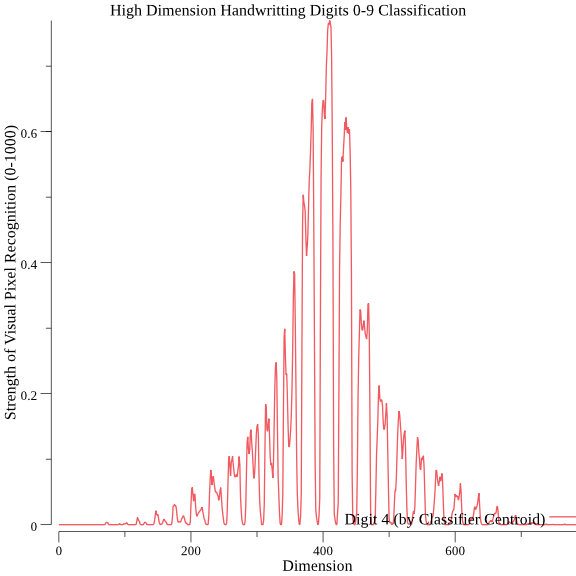 High Dimension Handwritting Digits 0-9 Classification
Strength of Visual Pixel Recognition (0-1000)
0.6
0.4
0.2
0
Digit 4 (by Classifier Centroid)
0 200 400 600
Dimension